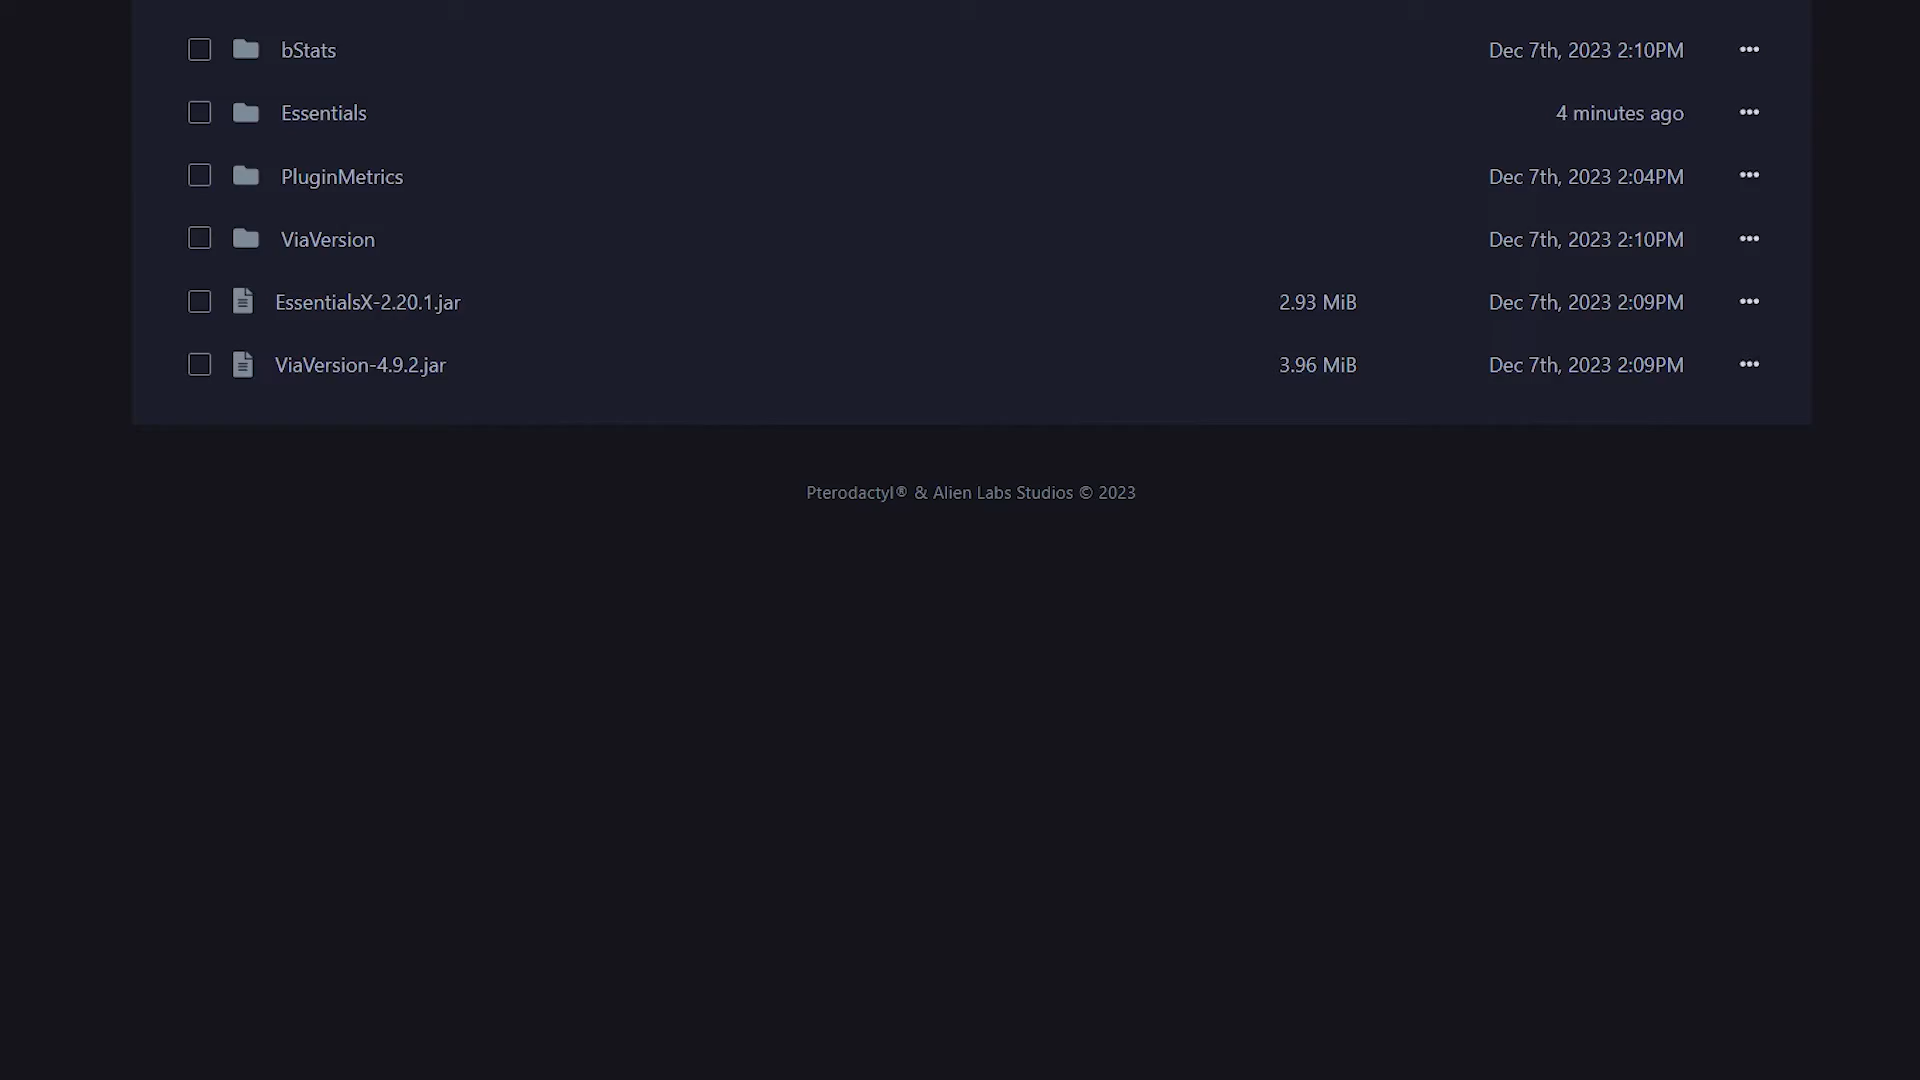 bStats Dec 7th, 2023 2:10PM
Essentials 4 minutes ago
PluginMetrics Dec 7th, 2023 2:04PM
ViaVersion Dec 7th, 2023 2:10PM
EssentialsX-2.20.1.jar 2.93 MiB Dec 7th, 2023 2:09PM
ViaVersion-4.9.2.jar 3.96 MiB Dec 7th, 2023 2:09PM
Pterodactyl® & Alien Labs Studios © 2023